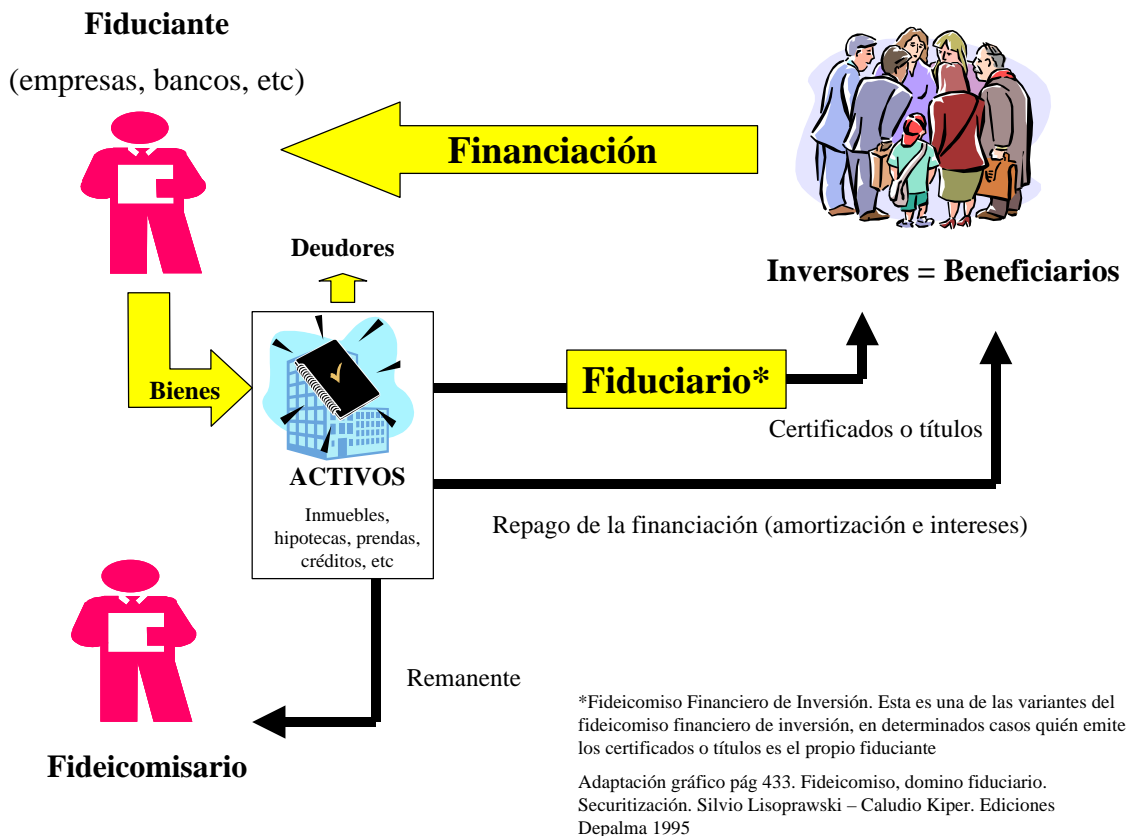 Fiduciante
(empresas, bancos, etc)
Financiación
Deudores
Inversores = Beneficiarios
Bienes
Fiduciario*
Certificados o títulos
ACTIVOS
Inmuebles,
hipotecas, prendas,
créditos, etc
Repago de la financiación (amortización e intereses)
Remanente
Fideicomisario
*Fideicomiso Financiero de Inversión. Esta es una de las variantes del
fideicomiso financiero de inversión, en determinados casos quién emite
los certificados o títulos es el propio fiduciante
Adaptación gráfico pág 433. Fideicomiso, domino fiduciario.
Securitización. Silvio Lisoprawski – Caludio Kiper. Ediciones
Depalma 1995